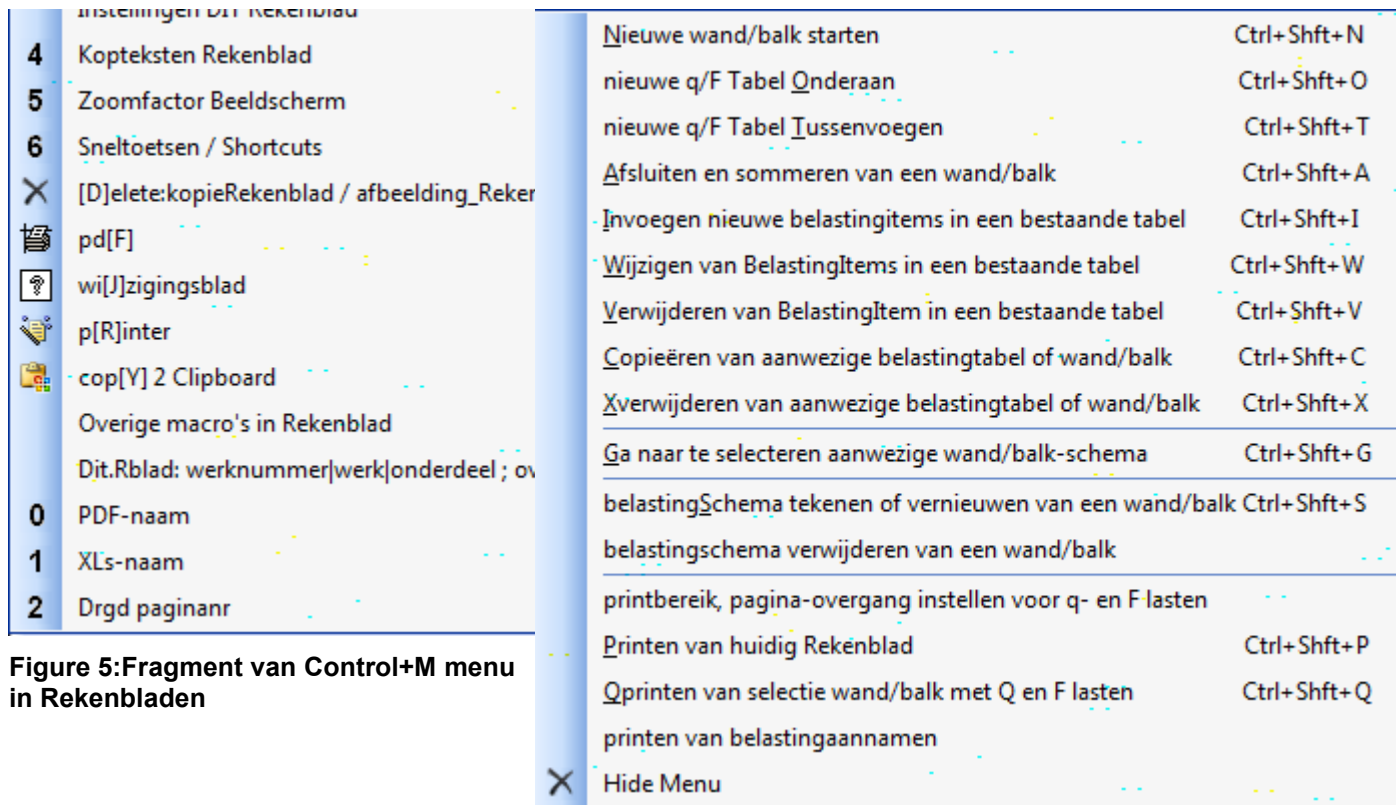 Instellingen DIT Rekenblad
4 Kopteksten Rekenblad
5 Zoomfactor Beeldscherm
6 Sneltoetsen / Shortcuts
[D]elete:kopieRekenblad / afbeelding_Reken
pd[F]
wi[J]zigingsblad
p[R]inter
cop[Y] 2 Clipboard
Overige macro's in Rekenblad
Dit.Rblad: werknummer|werk|onderdeel ; ov
0 PDF-naam
1 XLs-naam
2 Drgd paginanr
Figure 5:Fragment van Control+M menu
in Rekenbladen
Nieuwe wand/balk starten Ctrl+Shft+N
nieuwe q/F Tabel Onderaan Ctrl+Shft+O
nieuwe q/F Tabel Tussenvoegen Ctrl+Shft+T
Afsluiten en sommeren van een wand/balk Ctrl+Shft+A
Invoegen nieuwe belastingitems in een bestaande tabel Ctrl+Shft+I
Wijzigen van BelastingItems in een bestaande tabel Ctrl+Shft+W
Verwijderen van BelastingItem in een bestaande tabel Ctrl+Shft+V
Copieëren van aanwezige belastingtabel of wand/balk Ctrl+Shft+C
Xverwijderen van aanwezige belastingtabel of wand/balk Ctrl+Shft+X
Ga naar te selecteren aanwezige wand/balk-schema Ctrl+Shft+G
belastingSchema tekenen of vernieuwen van een wand/balk Ctrl+Shft+S
belastingschema verwijderen van een wand/balk
printbereik, pagina-overgang instellen voor q- en F lasten
Printen van huidig Rekenblad Ctrl+Shft+P
Qprinten van selectie wand/balk met Q en F lasten Ctrl+Shft+Q
printen van belastingaannamen
Hide Menu